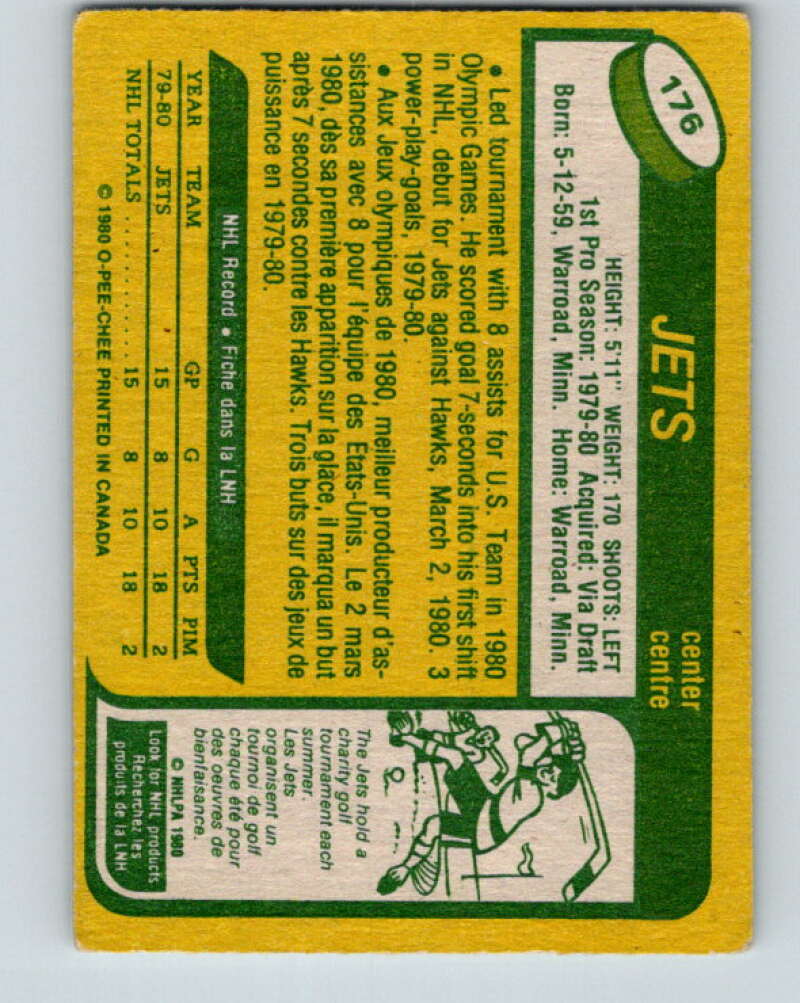 176
JETS
center
centre
HEIGHT: 5'11" WEIGHT: 170 SHOOTS: LEFT
1st Pro Season: 1979-80 Acquired: Via Draft
Born: 5-12-59, Warroad, Minn. Home: Warroad, Minn.
• Led tournament with 8 assists for U.S. Team in 1980
Olympic Games. He scored goal 7-seconds into his first shift
in NHL, debut for Jets against Hawks, March 2, 1980. 3
power-play-goals, 1979-80.
• Aux Jeux olympiques de 1980, meilleur producteur d'as-
sistances avec 8 pour l'équipe des États-Unis. Le 2 mars
1980, dès sa première apparition sur la glace, il marqua un but
après 7 secondes contre les Hawks. Trois buts sur des jeux de
puissance en 1979-80.
NHL Record • Fiche dans la LNH
YEAR TEAM GP G A PTS PIM
79-80 JETS 15 8 10 18 2
NHL TOTALS .......... 15 8 10 18 2
© 1980 O-PEE-CHEE PRINTED IN CANADA
The Jets hold a
charity golf
tournament each
summer.
Les Jets
organisent un
tournoi de golf
chaque été pour
des oeuvres de
bienfaisance.
© NHLPA 1980
Look for NHL products
Recherchez les
produits de la LNH